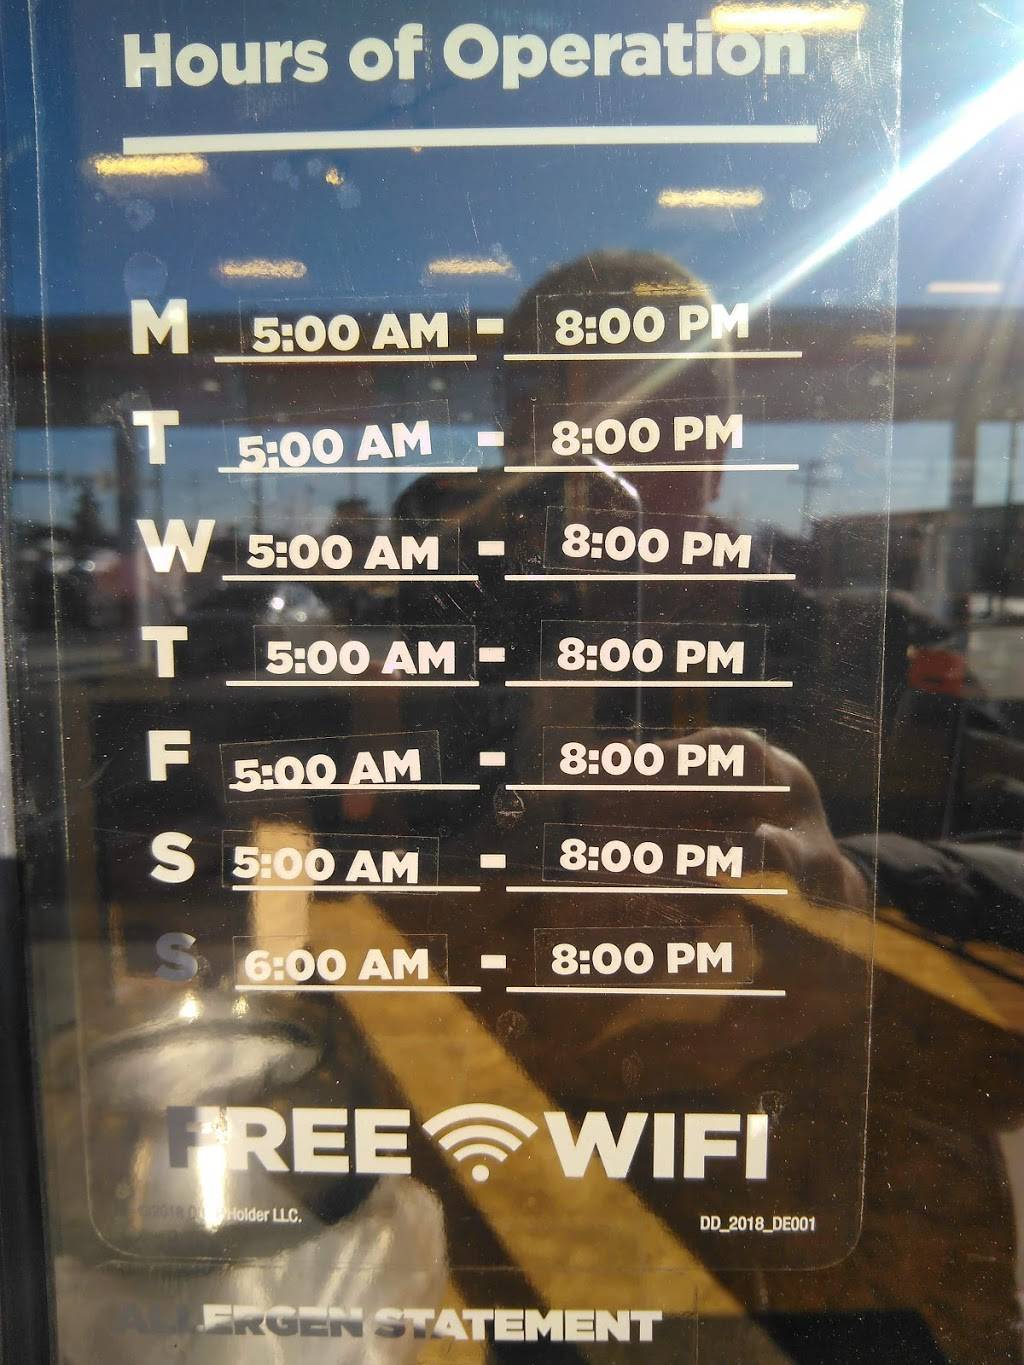 Hours of Operation
M 5:00 AM - 8:00 PM
T 5:00 AM - 8:00 PM
W 5:00 AM - 8:00 PM
T 5:00 AM - 8:00 PM
F 5:00 AM - 8:00 PM
S 5:00 AM - 8:00 PM
S 6:00 AM - 8:00 PM
FREE WIFI
©2018 Holder LLC. DD_2018_DE001
ALLERGEN STATEMENT